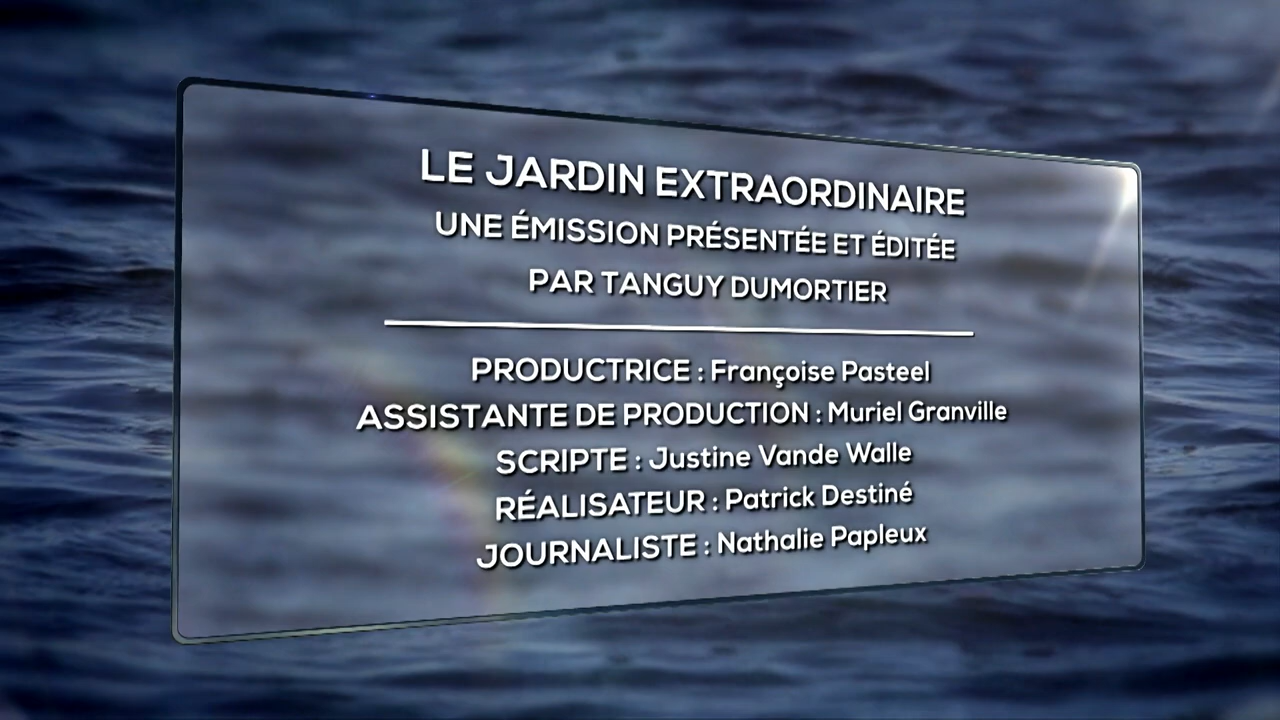 LE JARDIN EXTRAORDINAIRE
UNE ÉMISSION PRÉSENTÉE ET ÉDITÉE
PAR TANGUY DUMORTIER
PRODUCTRICE : Françoise Pasteel
ASSISTANTE DE PRODUCTION : Muriel Granville
SCRIPTE : Justine Vande Walle
RÉALISATEUR : Patrick Destiné
JOURNALISTE : Nathalie Papleux